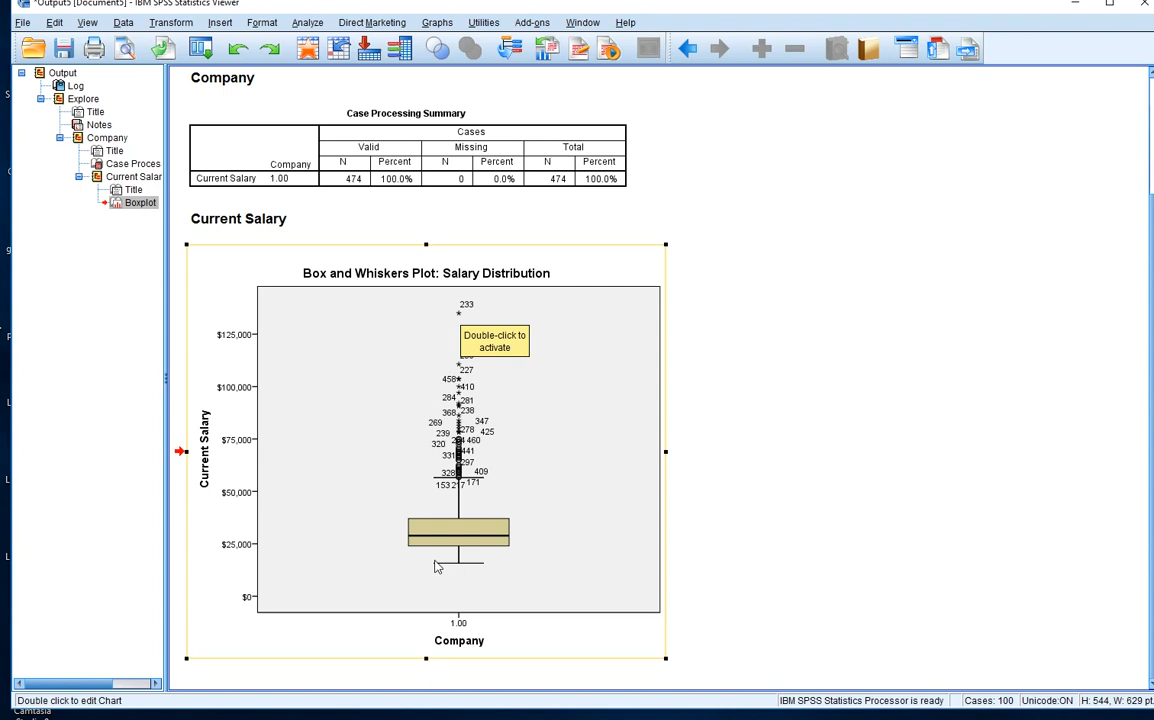 *Output5 [Document5] - IBM SPSS Statistics Viewer
File Edit View Data Transform Insert Format Analyze Direct Marketing Graphs Utilities Add-ons Window Help
Output
Log
Explore
Title
Notes
Company
Title
Case Proces
Current Salar
Title
Boxplot
Company
Case Processing Summary
Cases
Valid Missing Total
Company N Percent N Percent N Percent
Current Salary 1.00 474 100.0% 0 0.0% 474 100.0%
Current Salary
Box and Whiskers Plot: Salary Distribution
233
$125,000
Double-click to
activate
227
458
410
$100,000
284
281
368
238
269
347
239
278
425
$75,000
320
460
441
331
297
328
409
153
217
171
$50,000
$25,000
$0
Current Salary
1.00
Company
Double click to edit Chart
IBM SPSS Statistics Processor is ready Cases: 100 Unicode:ON H: 544, W: 629 pt.
Camtasia